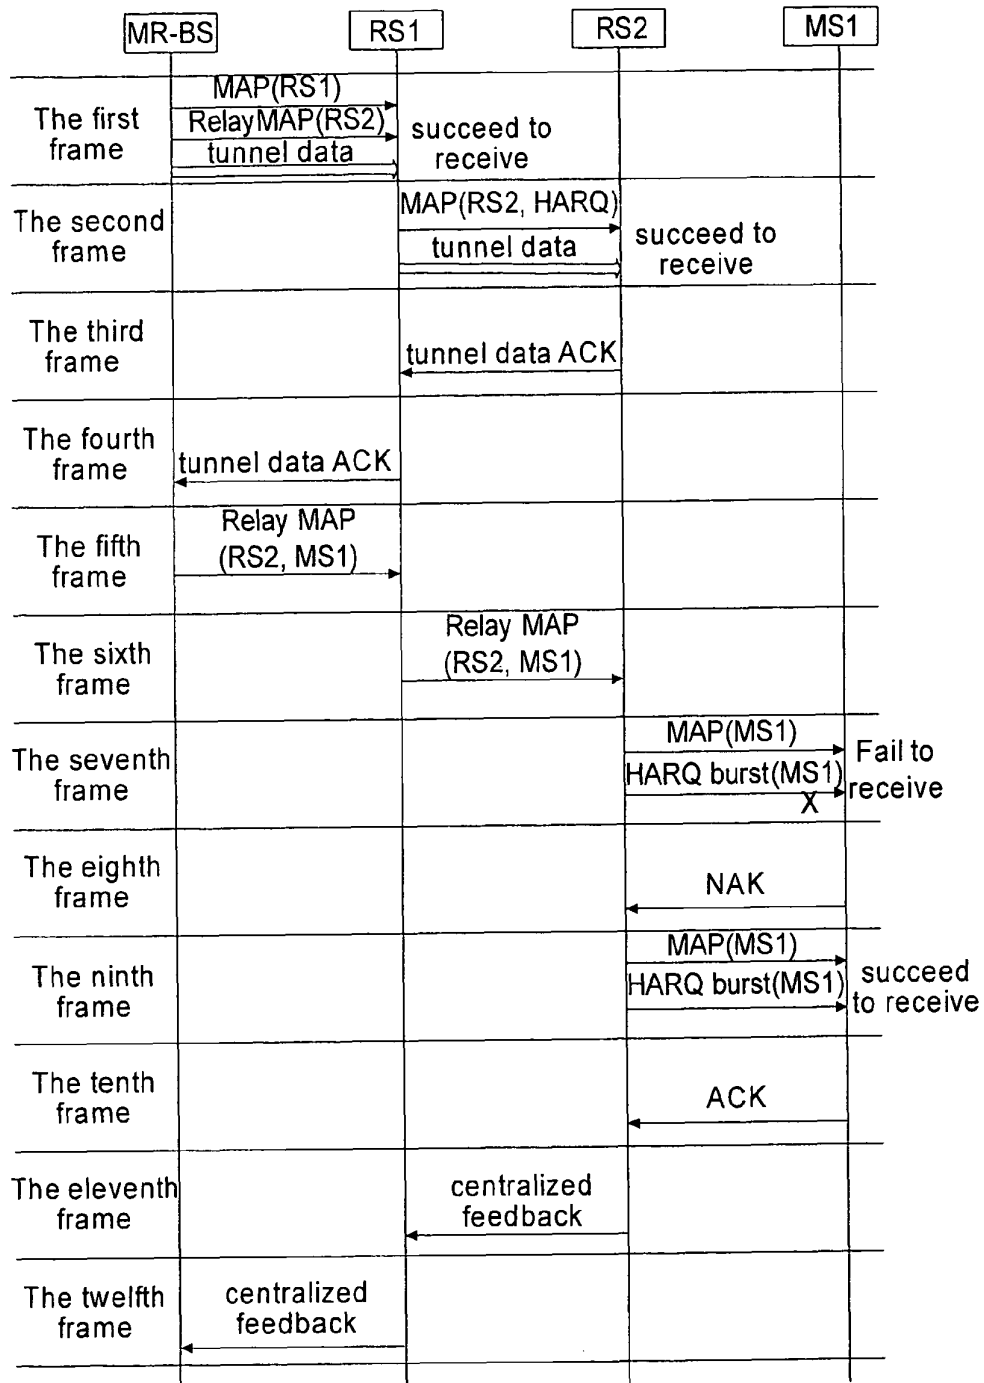 MR-BS
RS1
RS2
MS1
The first
frame
MAP(RS1)
RelayMAP(RS2)
tunnel data
succeed to
receive
The second
frame
MAP(RS2, HARQ)
tunnel data
succeed to
receive
The third
frame
tunnel data ACK
The fourth
frame
tunnel data ACK
The fifth
frame
Relay MAP
(RS2, MS1)
The sixth
frame
Relay MAP
(RS2, MS1)
The seventh
frame
MAP(MS1)
HARQ burst(MS1)
X
Fail to
receive
The eighth
frame
NAK
The ninth
frame
MAP(MS1)
HARQ burst(MS1)
succeed
to receive
The tenth
frame
ACK
The eleventh
frame
centralized
feedback
The twelfth
frame
centralized
feedback